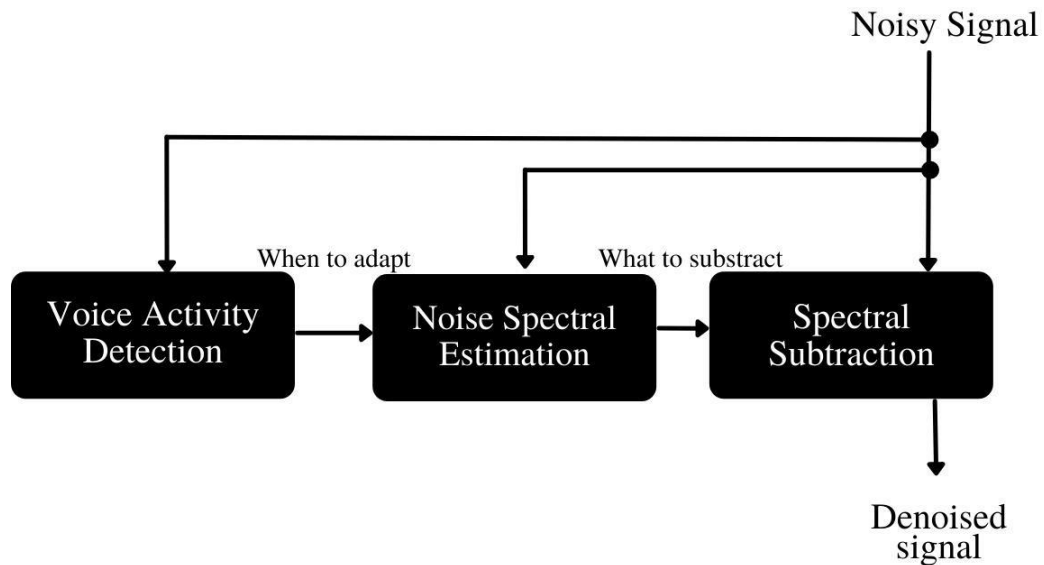 Noisy Signal
When to adapt
What to substract
Voice Activity
Detection
Noise Spectral
Estimation
Spectral
Subtraction
Denoised
signal